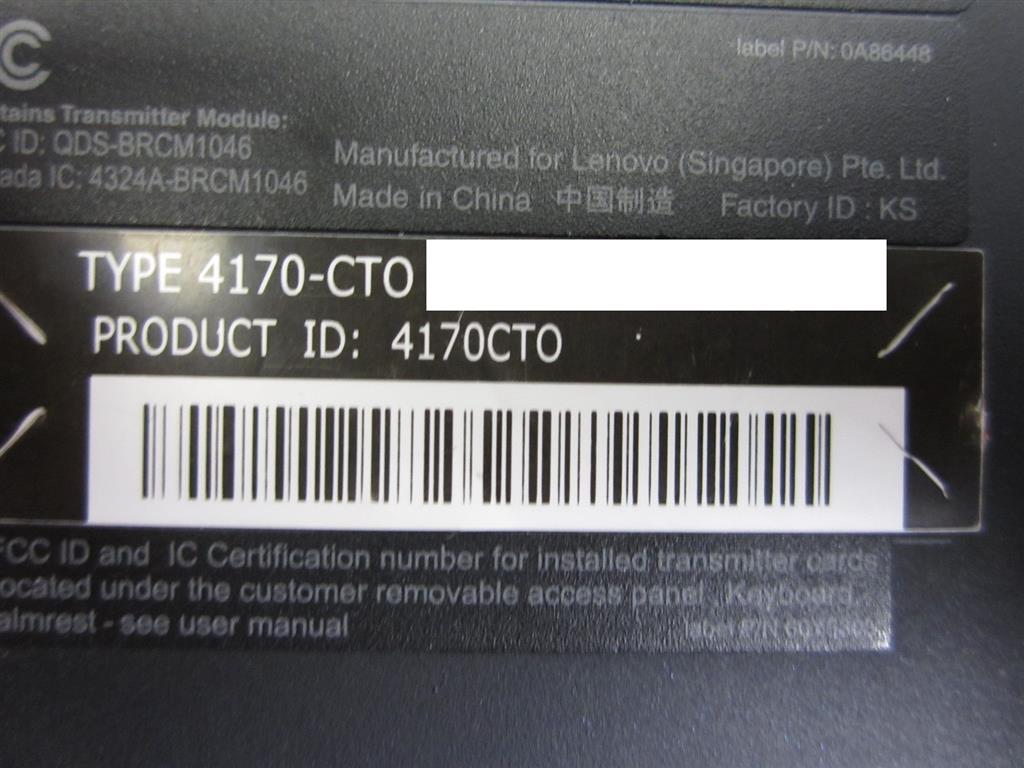 label P/N: 0A86448
tains Transmitter Module:
C ID: QDS-BRCM1046
ada IC: 4324A-BRCM1046
Manufactured for Lenovo (Singapore) Pte. Ltd.
Made in China 中国制造 Factory ID : KS
TYPE 4170-CTO
PRODUCT ID: 4170CTO
FCC ID and IC Certification number for installed transmitter cards
ocated under the customer removable access panel , Keyboard,
almrest - see user manual
label P/N